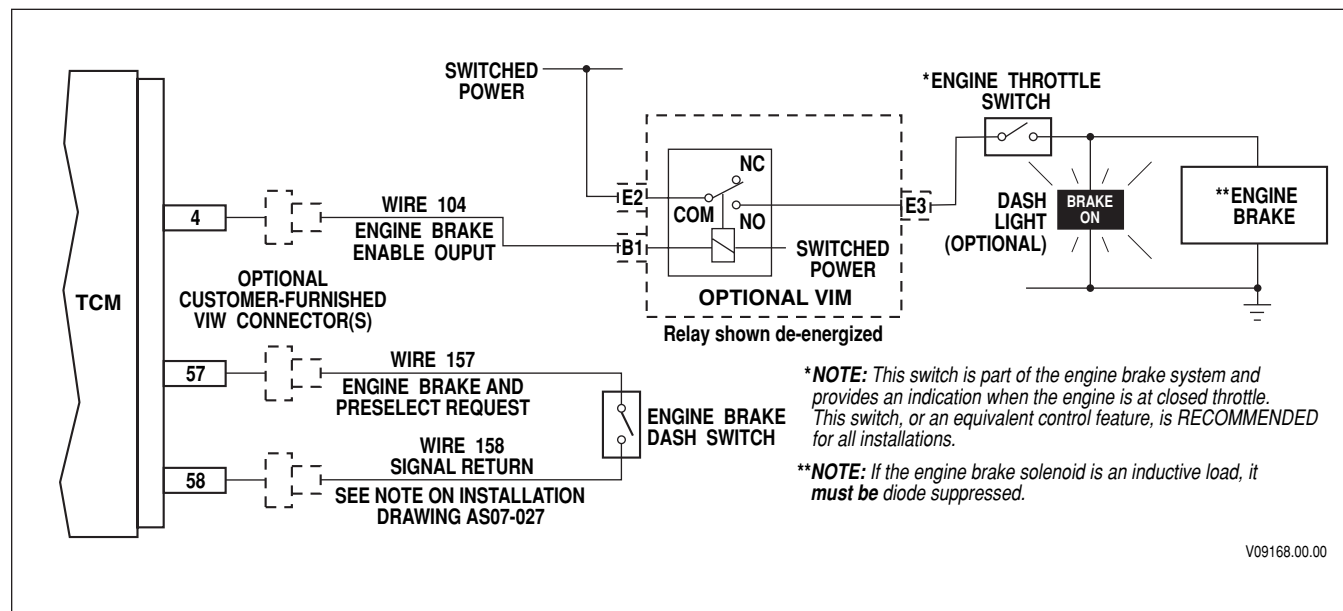 SWITCHED
POWER
*ENGINE THROTTLE
SWITCH
NC
E2
COM
NO
E3
DASH
LIGHT
(OPTIONAL)
BRAKE
ON
**ENGINE
BRAKE
4
WIRE 104
ENGINE BRAKE
ENABLE OUPUT
B1
SWITCHED
POWER
OPTIONAL VIM
Relay shown de-energized
TCM
OPTIONAL
CUSTOMER-FURNISHED
VIW CONNECTOR(S)
57
WIRE 157
ENGINE BRAKE AND
PRESELECT REQUEST
ENGINE BRAKE
DASH SWITCH
58
WIRE 158
SIGNAL RETURN
SEE NOTE ON INSTALLATION
DRAWING AS07-027
*NOTE: This switch is part of the engine brake system and
provides an indication when the engine is at closed throttle.
This switch, or an equivalent control feature, is RECOMMENDED
for all installations.
**NOTE: If the engine brake solenoid is an inductive load, it
must be diode suppressed.
V09168.00.00